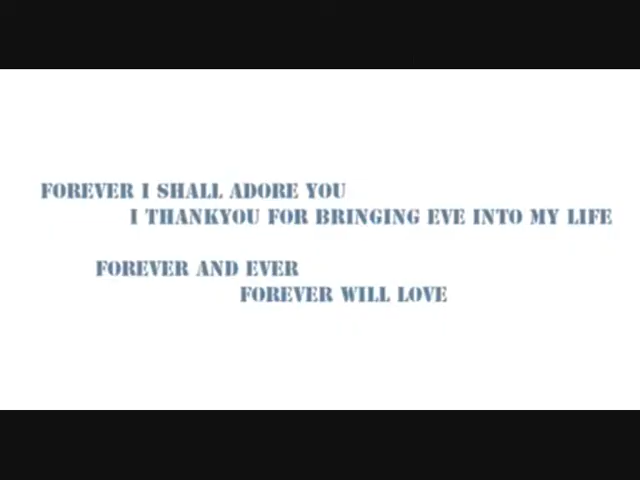 FOREVER I SHALL ADORE YOU
I THANKYOU FOR BRINGING EVE INTO MY LIFE
FOREVER AND EVER
FOREVER WILL LOVE